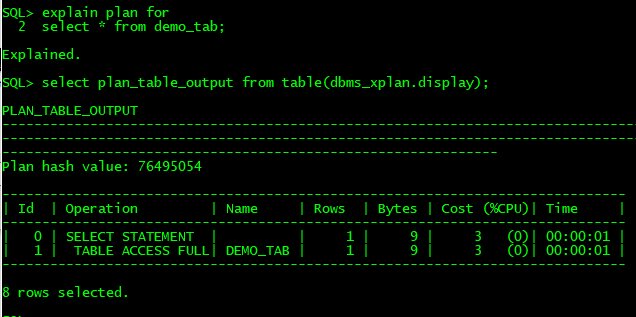 SQL> explain plan for
  2  select * from demo_tab;
Explained.
SQL> select plan_table_output from table(dbms_xplan.display);
PLAN_TABLE_OUTPUT
--------------------------------------------------------------------------------
--------------------------------------------------------------------------------
-------------------------------------------------------------
Plan hash value: 76495054
------------------------------------------------------------------------------
| Id  | Operation         | Name     | Rows  | Bytes | Cost (%CPU)| Time     |
------------------------------------------------------------------------------
|   0 | SELECT STATEMENT  |          |     1 |     9 |     3   (0)| 00:00:01 |
|   1 |  TABLE ACCESS FULL| DEMO_TAB |     1 |     9 |     3   (0)| 00:00:01 |
------------------------------------------------------------------------------
8 rows selected.